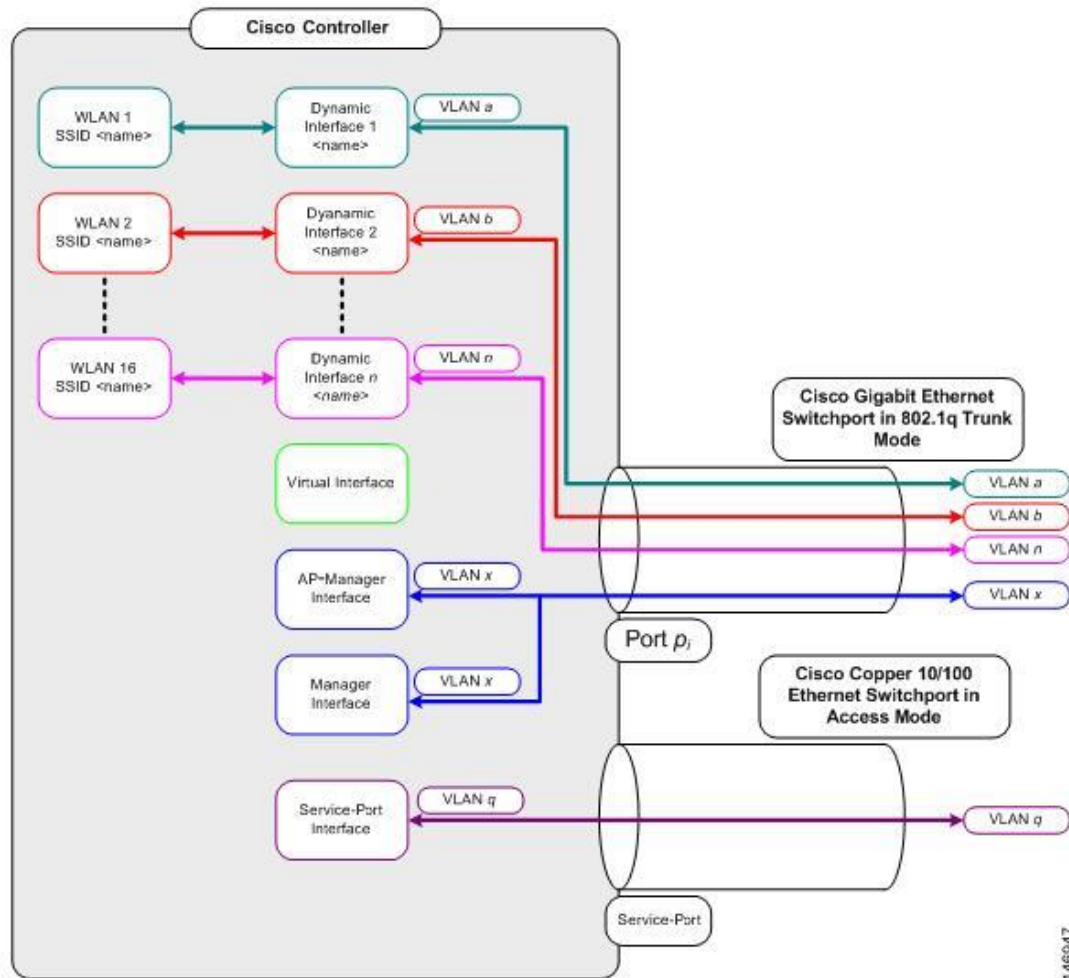 Cisco Controller
WLAN 1
SSID <name>
Dynamic
Interface 1
<name>
VLAN a
WLAN 2
SSID <name>
Dyanamic
Interface 2
<name>
VLAN b
WLAN 16
SSID <name>
Dynamic
Interface n
<name>
VLAN n
Cisco Gigabit Ethernet
Switchport in 802.1q Trunk
Mode
Virtual Interface
VLAN a
VLAN b
VLAN n
AP-Manager
Interface
VLAN x
VLAN x
Port pi
Manager
Interface
VLAN x
Cisco Copper 10/100
Ethernet Switchport in
Access Mode
Service-Port
Interface
VLAN q
VLAN q
Service-Port
146947